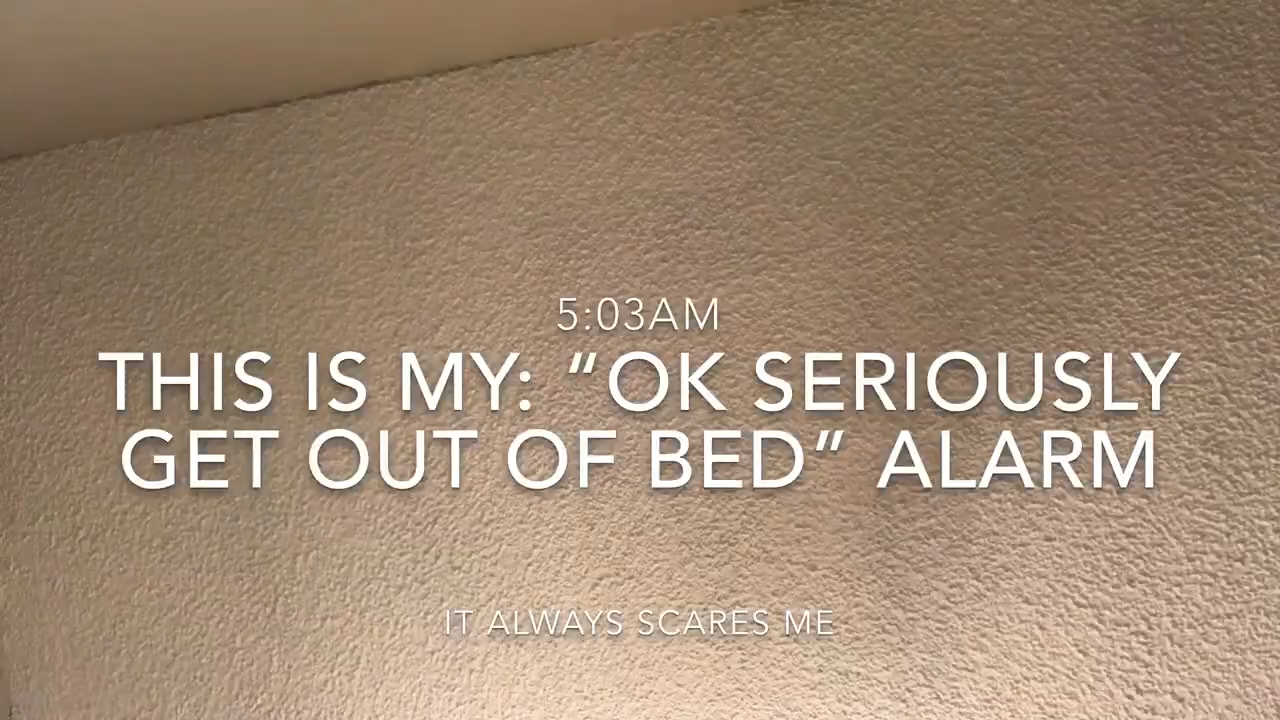 5:03AM
THIS IS MY: “OK SERIOUSLY
GET OUT OF BED” ALARM
IT ALWAYS SCARES ME